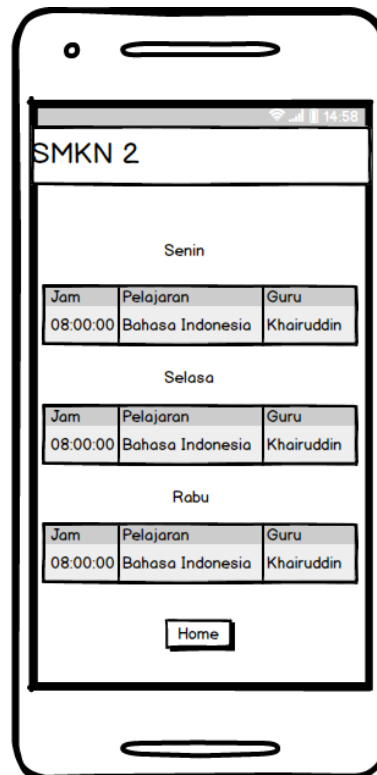 14:58
SMKN 2
Senin
Jam Pelajaran Guru
08:00:00 Bahasa Indonesia Khairuddin
Selasa
Jam Pelajaran Guru
08:00:00 Bahasa Indonesia Khairuddin
Rabu
Jam Pelajaran Guru
08:00:00 Bahasa Indonesia Khairuddin
Home